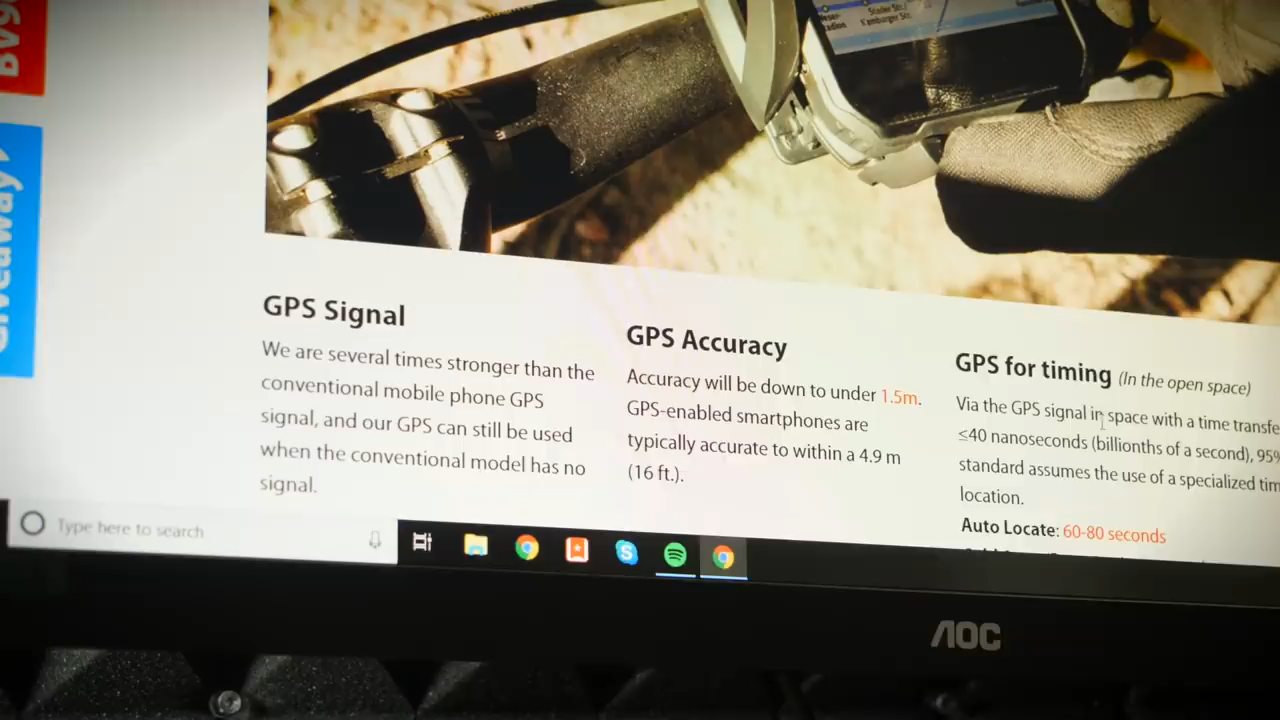 Giveaway
GPS Signal
We are several times stronger than the
conventional mobile phone GPS
signal, and our GPS can still be used
when the conventional model has no
signal.
GPS Accuracy
Accuracy will be down to under 1.5m.
GPS-enabled smartphones are
typically accurate to within a 4.9 m
(16 ft.).
GPS for timing (In the open space)
Via the GPS signal in space with a time transfe
≤40 nanoseconds (billionths of a second), 95%
standard assumes the use of a specialized tim
location.
Auto Locate: 60-80 seconds
Type here to search
AOC